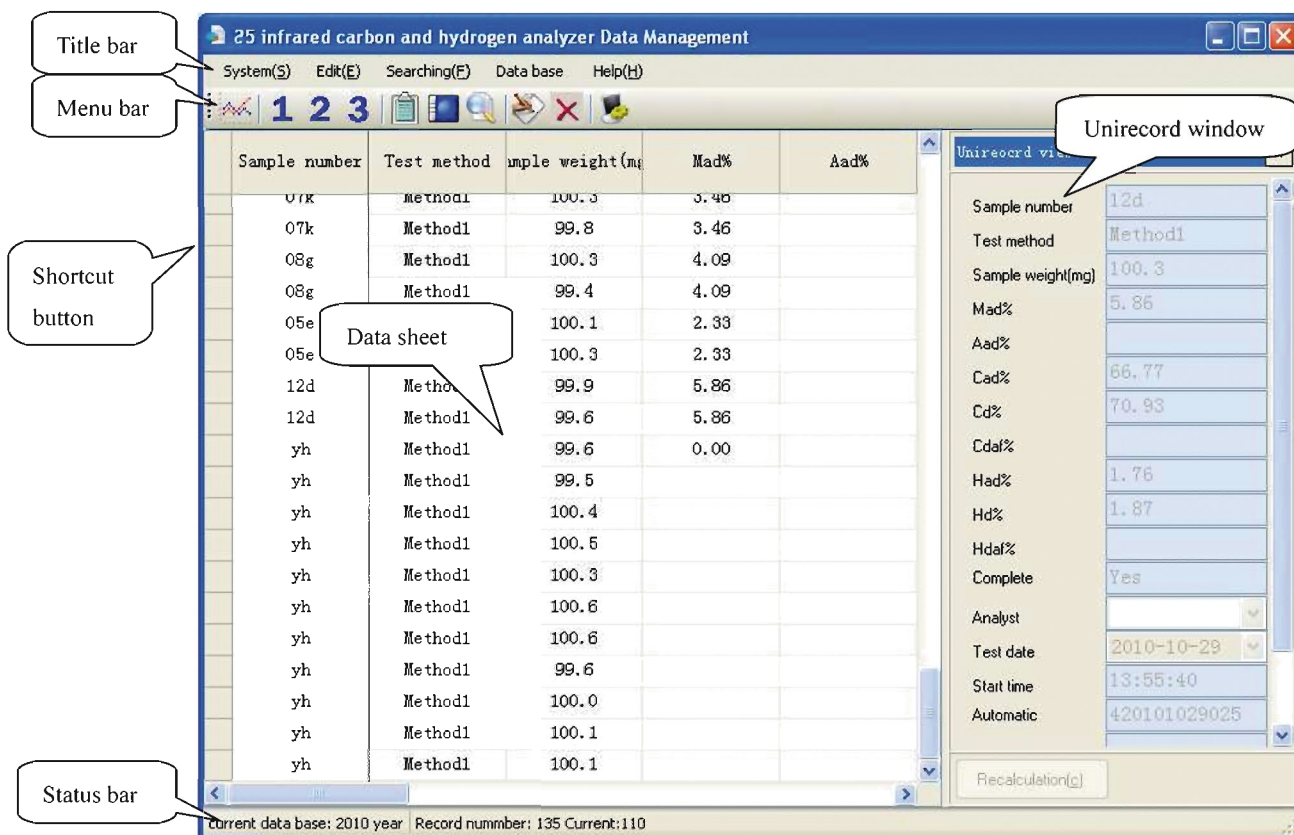 Title bar
25 infrared carbon and hydrogen analyzer Data Management
System(S) Edit(E) Searching(F) Data base Help(H)
Menu bar
1 2 3
Unirecord window
Sample number Test method mple weight(mg Mad% Aad%
07k Method1 100.3 3.46
07k Method1 99.8 3.46
08g Method1 100.3 4.09
08g Method1 99.4 4.09
05e 100.1 2.33
05e 100.3 2.33
12d Metho 99.9 5.86
12d Method1 99.6 5.86
yh Method1 99.6 0.00
yh Method1 99.5
yh Method1 100.4
yh Method1 100.5
yh Method1 100.3
yh Method1 100.6
yh Method1 100.6
yh Method1 99.6
yh Method1 100.0
yh Method1 100.1
yh Method1 100.1
Shortcut
button
Data sheet
Unireocrd vie
Sample number 12d
Test method Method1
Sample weight(mg) 100.3
Mad% 5.86
Aad%
Cad% 66.77
Cd% 70.93
Cdaf%
Had% 1.76
Hd% 1.87
Hdaf%
Complete Yes
Analyst
Test date 2010-10-29
Start time 13:55:40
Automatic 420101029025
Recalculation(c)
Status bar
current data base: 2010 year Record nummber: 135 Current:110